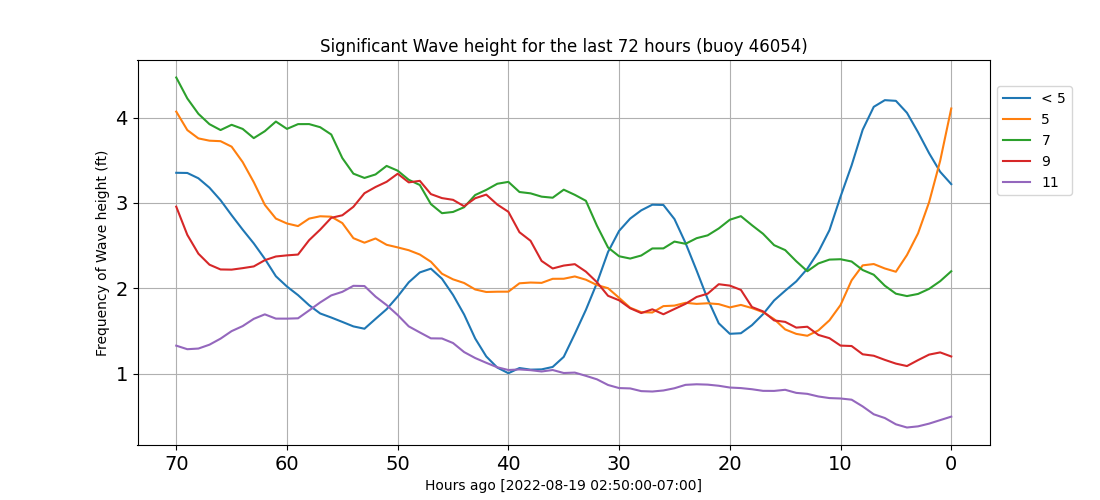 Significant Wave height for the last 72 hours (buoy 46054)
Frequency of Wave height (ft)
4
3
2
1
70 60 50 40 30 20 10 0
Hours ago [2022-08-19 02:50:00-07:00]
< 5
5
7
9
11